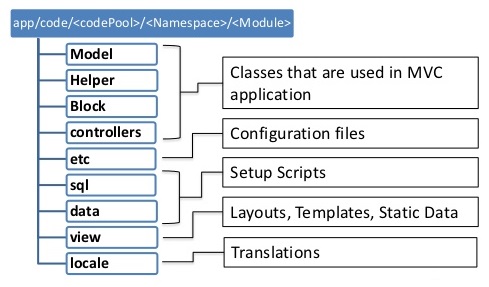 app/code/<codePool>/<Namespace>/<Module>
Model
Helper
Block
controllers
etc
sql
data
view
locale
Classes that are used in MVC
application
Configuration files
Setup Scripts
Layouts, Templates, Static Data
Translations